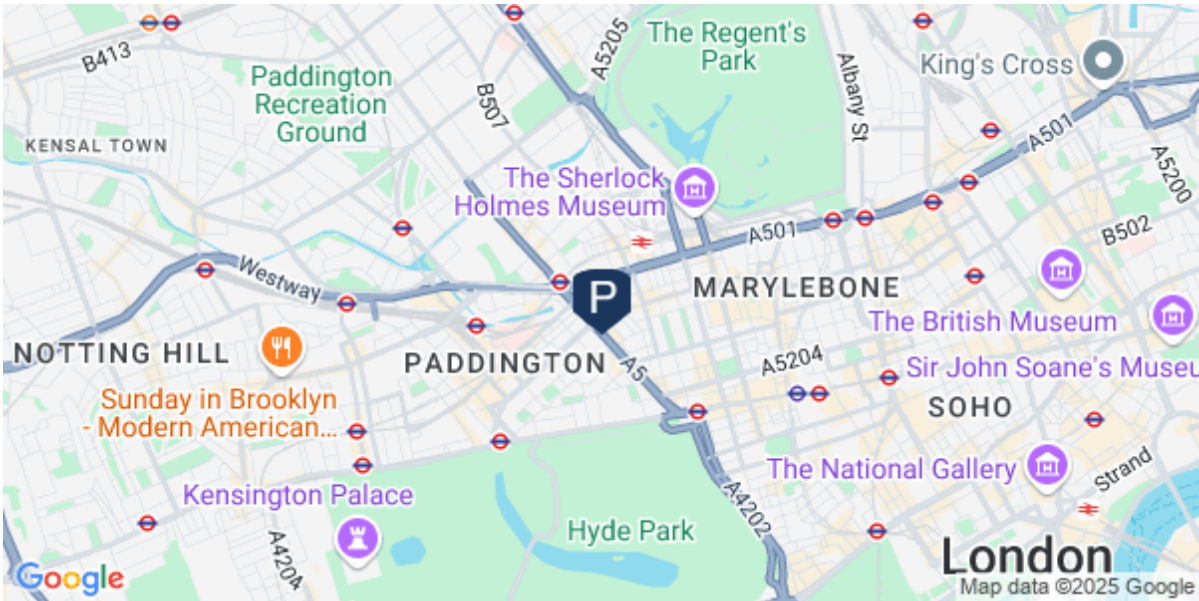 B413
A5205
The Regent's
Park
Albany St
King's Cross
Paddington
Recreation
Ground
B507
A501
KENSAL TOWN
A5200
The Sherlock
Holmes Museum
A501
B502
Westway
P
MARYLEBONE
The British Museum
NOTTING HILL
PADDINGTON
A5
A5204
Sir John Soane's Museu
Sunday in Brooklyn
- Modern American...
SOHO
The National Gallery
Strand
Kensington Palace
A4202
Hyde Park
A4204
London
Google
Map data ©2025 Google